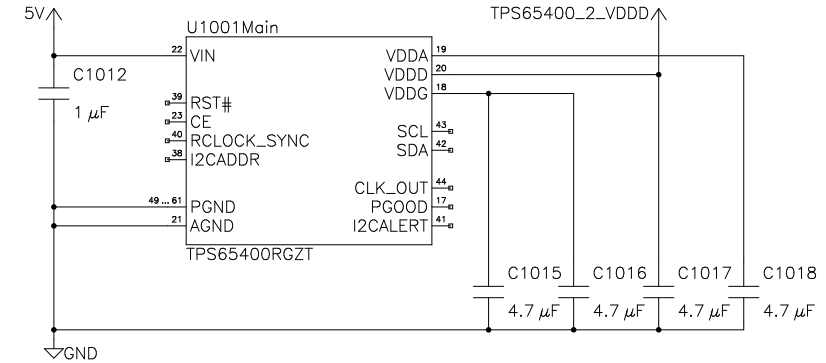 5V
TPS65400_2_VDDD
U1001Main
22 VIN
VDDA 19
VDDD 20
VDDG 18
C1012
1 μF
39 RST#
23 CE
40 RCLOCK_SYNC
38 I2CADDR
SCL 43
SDA 42
CLK_OUT 44
PGOOD 17
I2CALERT 41
49...61 PGND
21 AGND
TPS65400RGZT
C1015 C1016 C1017 C1018
4.7 μF 4.7 μF 4.7 μF 4.7 μF
GND